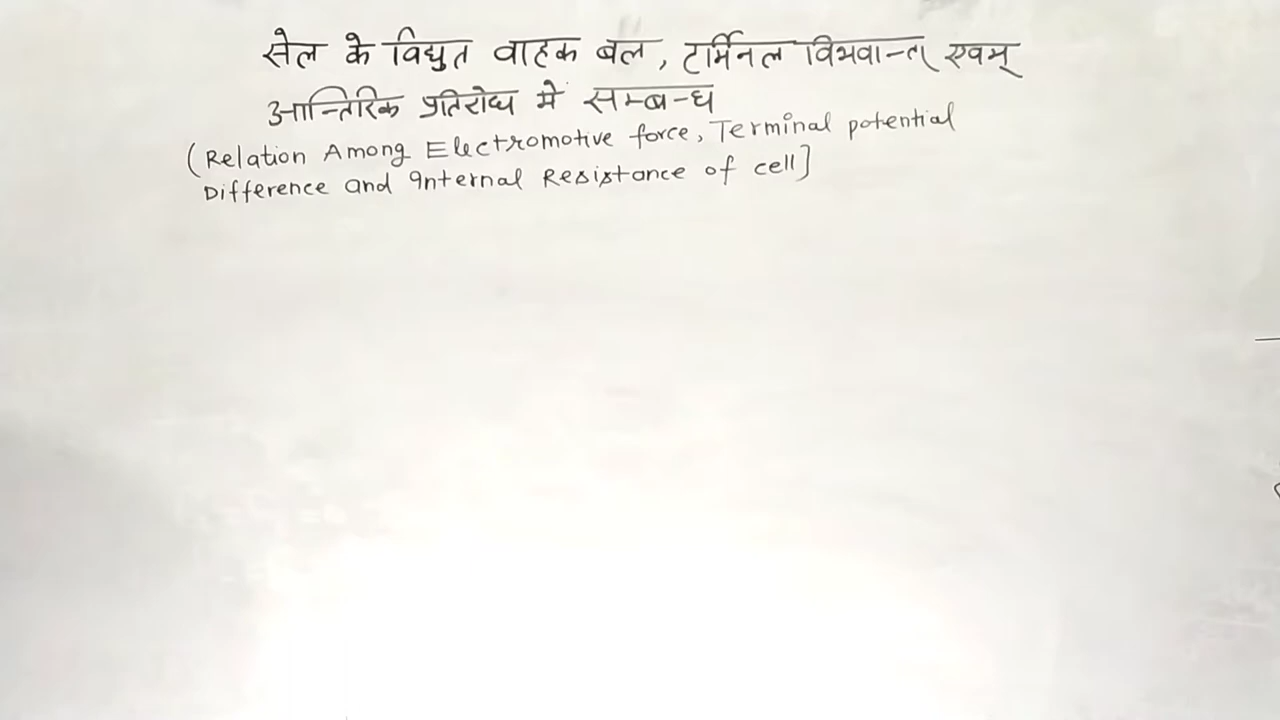 सेल के विद्युत वाहक बल, टर्मिनल विभवान्तर एवम्
आन्तिरिक प्रतिरोध में सम्बन्ध
(Relation Among Electromotive force, Terminal potential
Difference and Internal Resistance of cell]